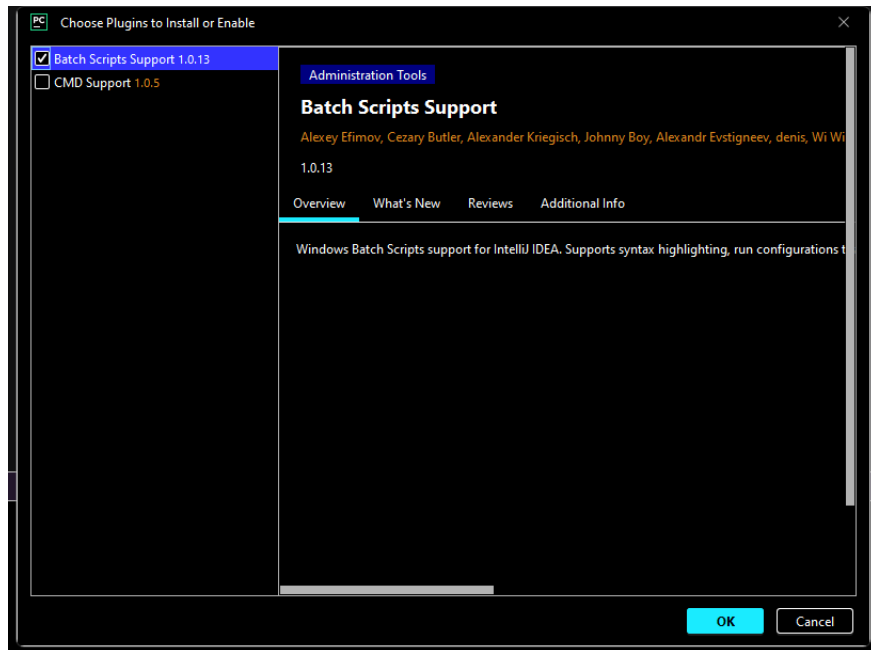 PC Choose Plugins to Install or Enable
Batch Scripts Support 1.0.13
CMD Support 1.0.5
Administration Tools
Batch Scripts Support
Alexey Efimov, Cezary Butler, Alexander Kriegisch, Johnny Boy, Alexandr Evstigneev, denis, Wi Wi
1.0.13
Overview What's New Reviews Additional Info
Windows Batch Scripts support for IntelliJ IDEA. Supports syntax highlighting, run configurations t
OK Cancel